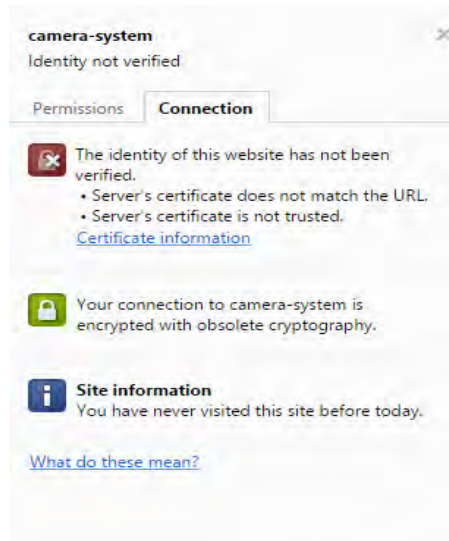 camera-system
Identity not verified
Permissions Connection
The identity of this website has not been
verified.
• Server's certificate does not match the URL.
• Server's certificate is not trusted.
Certificate information
Your connection to camera-system is
encrypted with obsolete cryptography.
Site information
You have never visited this site before today.
What do these mean?